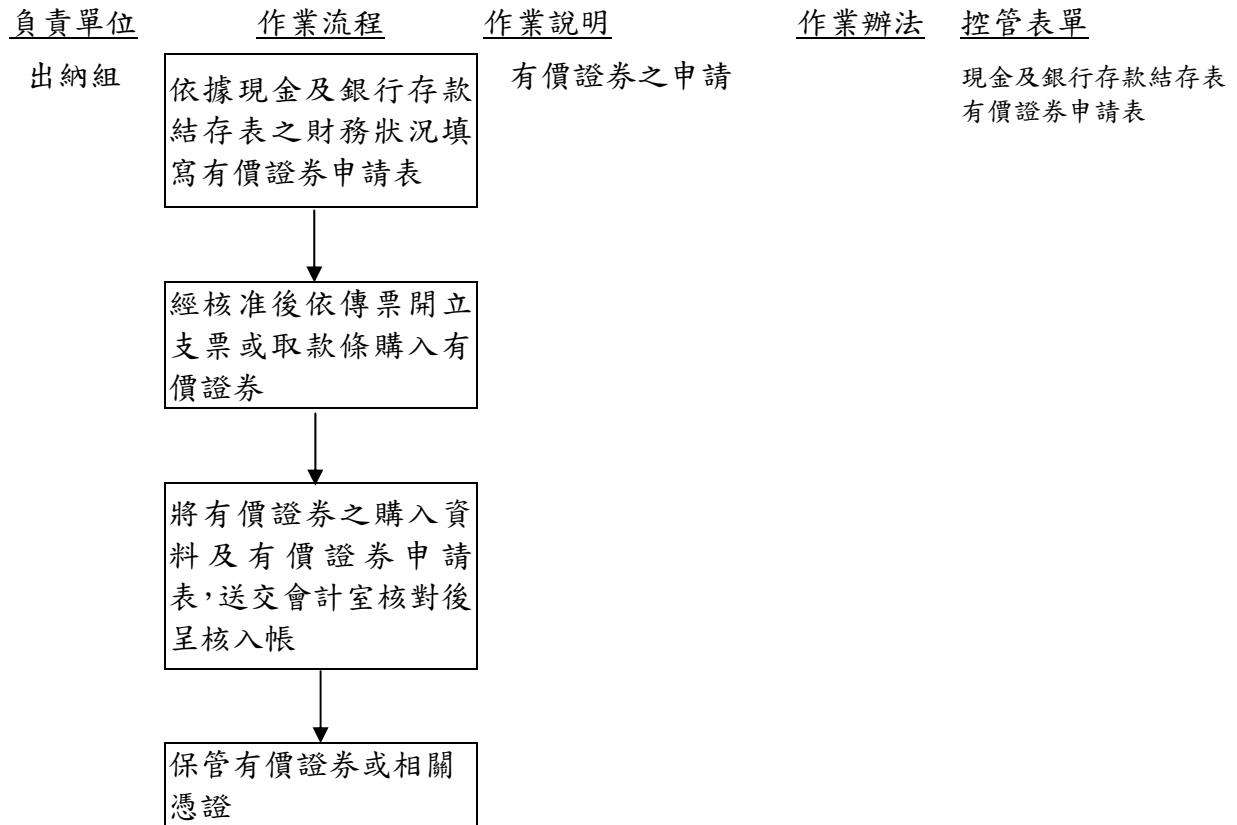 負責單位 作業流程 作業說明 作業辦法 控管表單
出納組
依據現金及銀行存款
結存表之財務狀況填
寫有價證券申請表
有價證券之申請
現金及銀行存款結存表
有價證券申請表
經核准後依傳票開立
支票或取款條購入有
價證券
將有價證券之購入資
料及有價證券申請
表，送交會計室核對後
呈核入帳
保管有價證券或相關
憑證